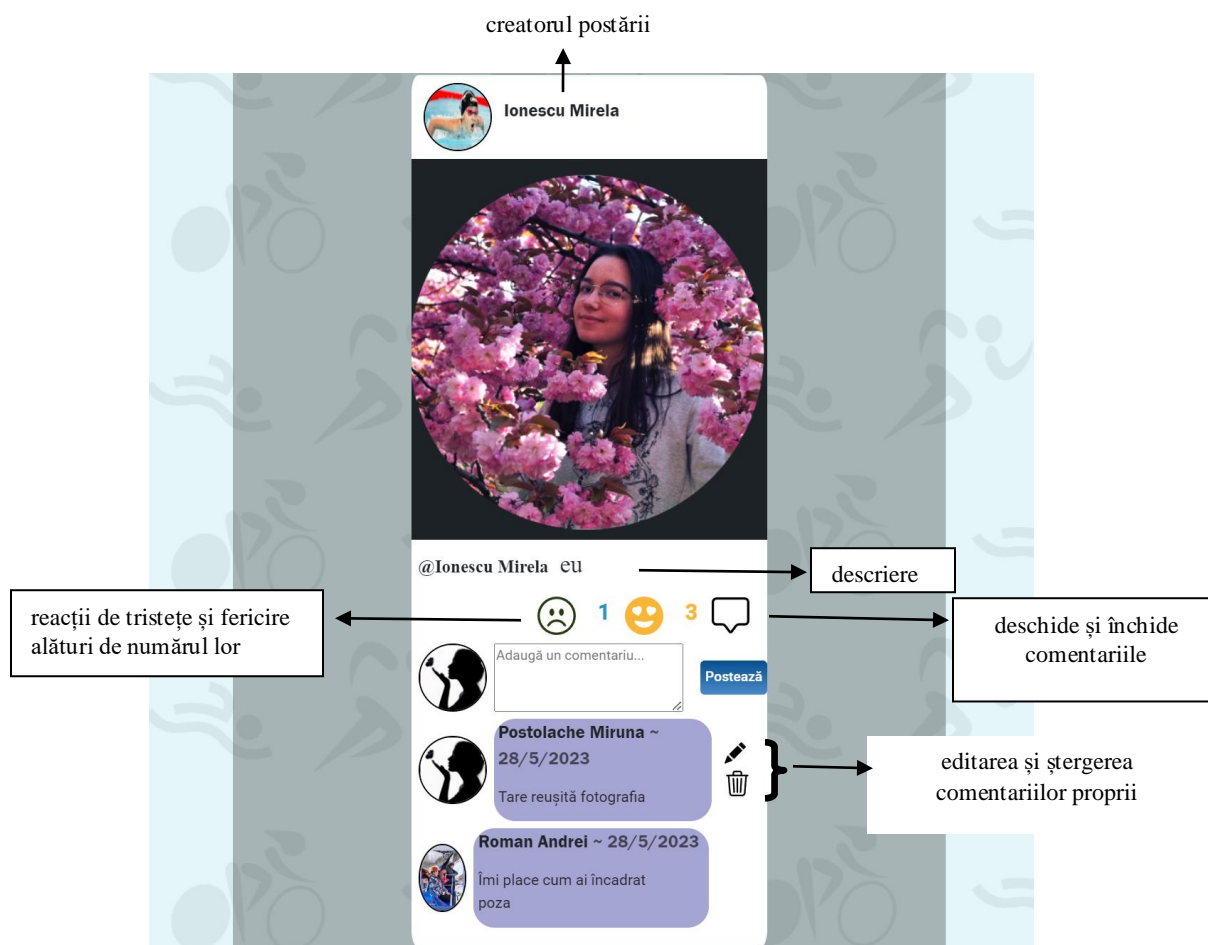 creatorul postării
Ionescu Mirela
@Ionescu Mirela eu
descriere
reacții de tristețe și fericire
alături de numărul lor
1
3
deschide și închide
comentariile
Adaugă un comentariu...
Postează
Postolache Miruna ~
28/5/2023
Tare reușită fotografia
editarea și ștergerea
comentariilor proprii
Roman Andrei ~ 28/5/2023
Îmi place cum ai încadrat
poza